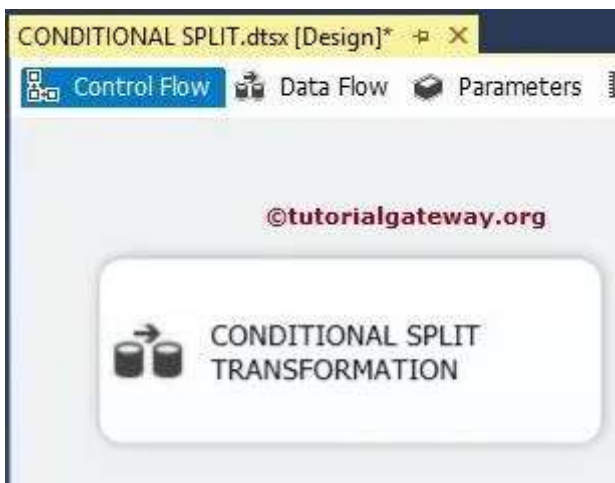 CONDITIONAL SPLIT.dtsx [Design]*
Control Flow Data Flow Parameters
©tutorialgateway.org
CONDITIONAL SPLIT
TRANSFORMATION